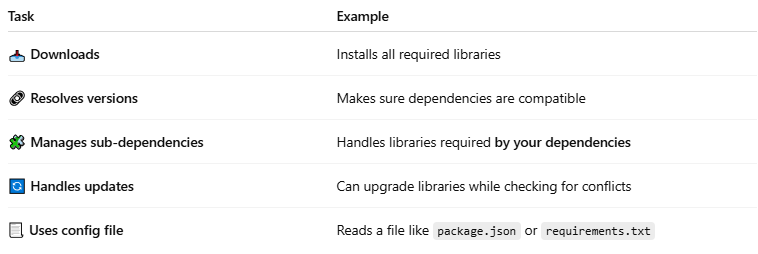 Task Example
📥 Downloads Installs all required libraries
🔗 Resolves versions Makes sure dependencies are compatible
🧩 Manages sub-dependencies Handles libraries required by your dependencies
🔄 Handles updates Can upgrade libraries while checking for conflicts
🧾 Uses config file Reads a file like package.json or requirements.txt